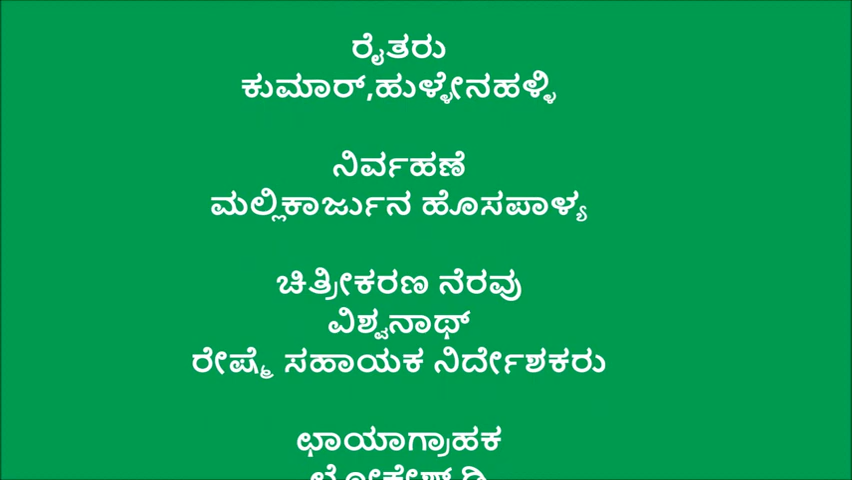 ರೈತರು
ಕುಮಾರ್,ಹುಳ್ಳೇನಹಳ್ಳಿ
ನಿರ್ವಹಣೆ
ಮಲ್ಲಿಕಾರ್ಜುನ ಹೊಸಪಾಳ್ಯ
ಚಿತ್ರೀಕರಣ ನೆರವು
ವಿಶ್ವನಾಥ್
ರೇಷ್ಮೆ ಸಹಾಯಕ ನಿರ್ದೇಶಕರು
ಛಾಯಾಗ್ರಾಹಕ